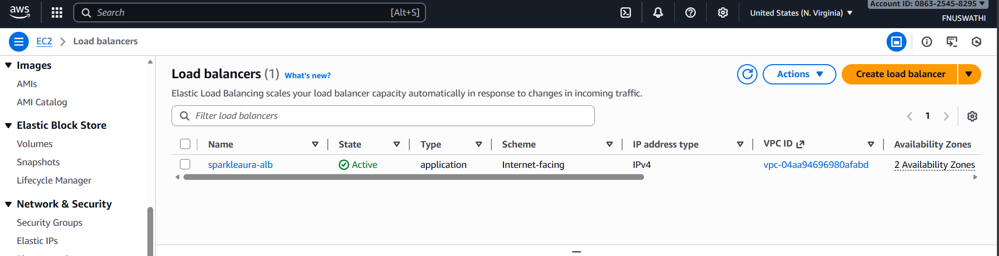 aws
Search [Alt+S]
United States (N. Virginia)
Account ID: 0863-2545-8295
FNUSWATHI
EC2 Load balancers
Images
AMIs
AMI Catalog
Elastic Block Store
Volumes
Snapshots
Lifecycle Manager
Network & Security
Security Groups
Elastic IPs
Load balancers (1) What's new?
Actions
Create load balancer
Elastic Load Balancing scales your load balancer capacity automatically in response to changes in incoming traffic.
Filter load balancers
1
Name State Type Scheme IP address type VPC ID Availability Zones
sparkleaura-alb Active application Internet-facing IPv4 vpc-04aa94696980afabd 2 Availability Zones